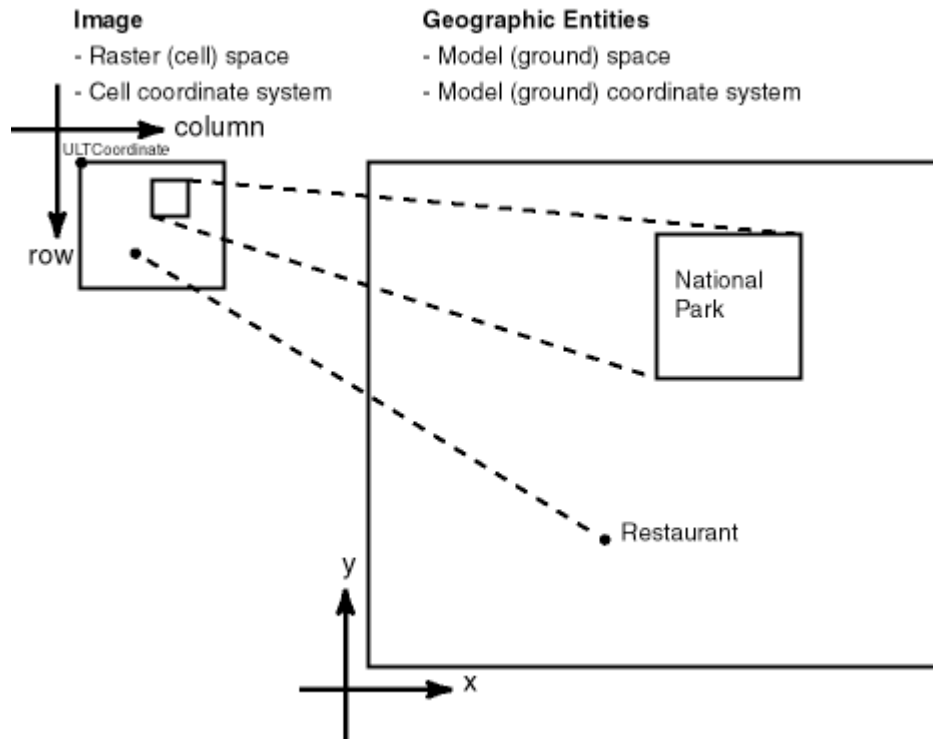 Image
- Raster (cell) space
- Cell coordinate system
Geographic Entities
- Model (ground) space
- Model (ground) coordinate system
column
ULTCoordinate
row
National
Park
Restaurant
y
x